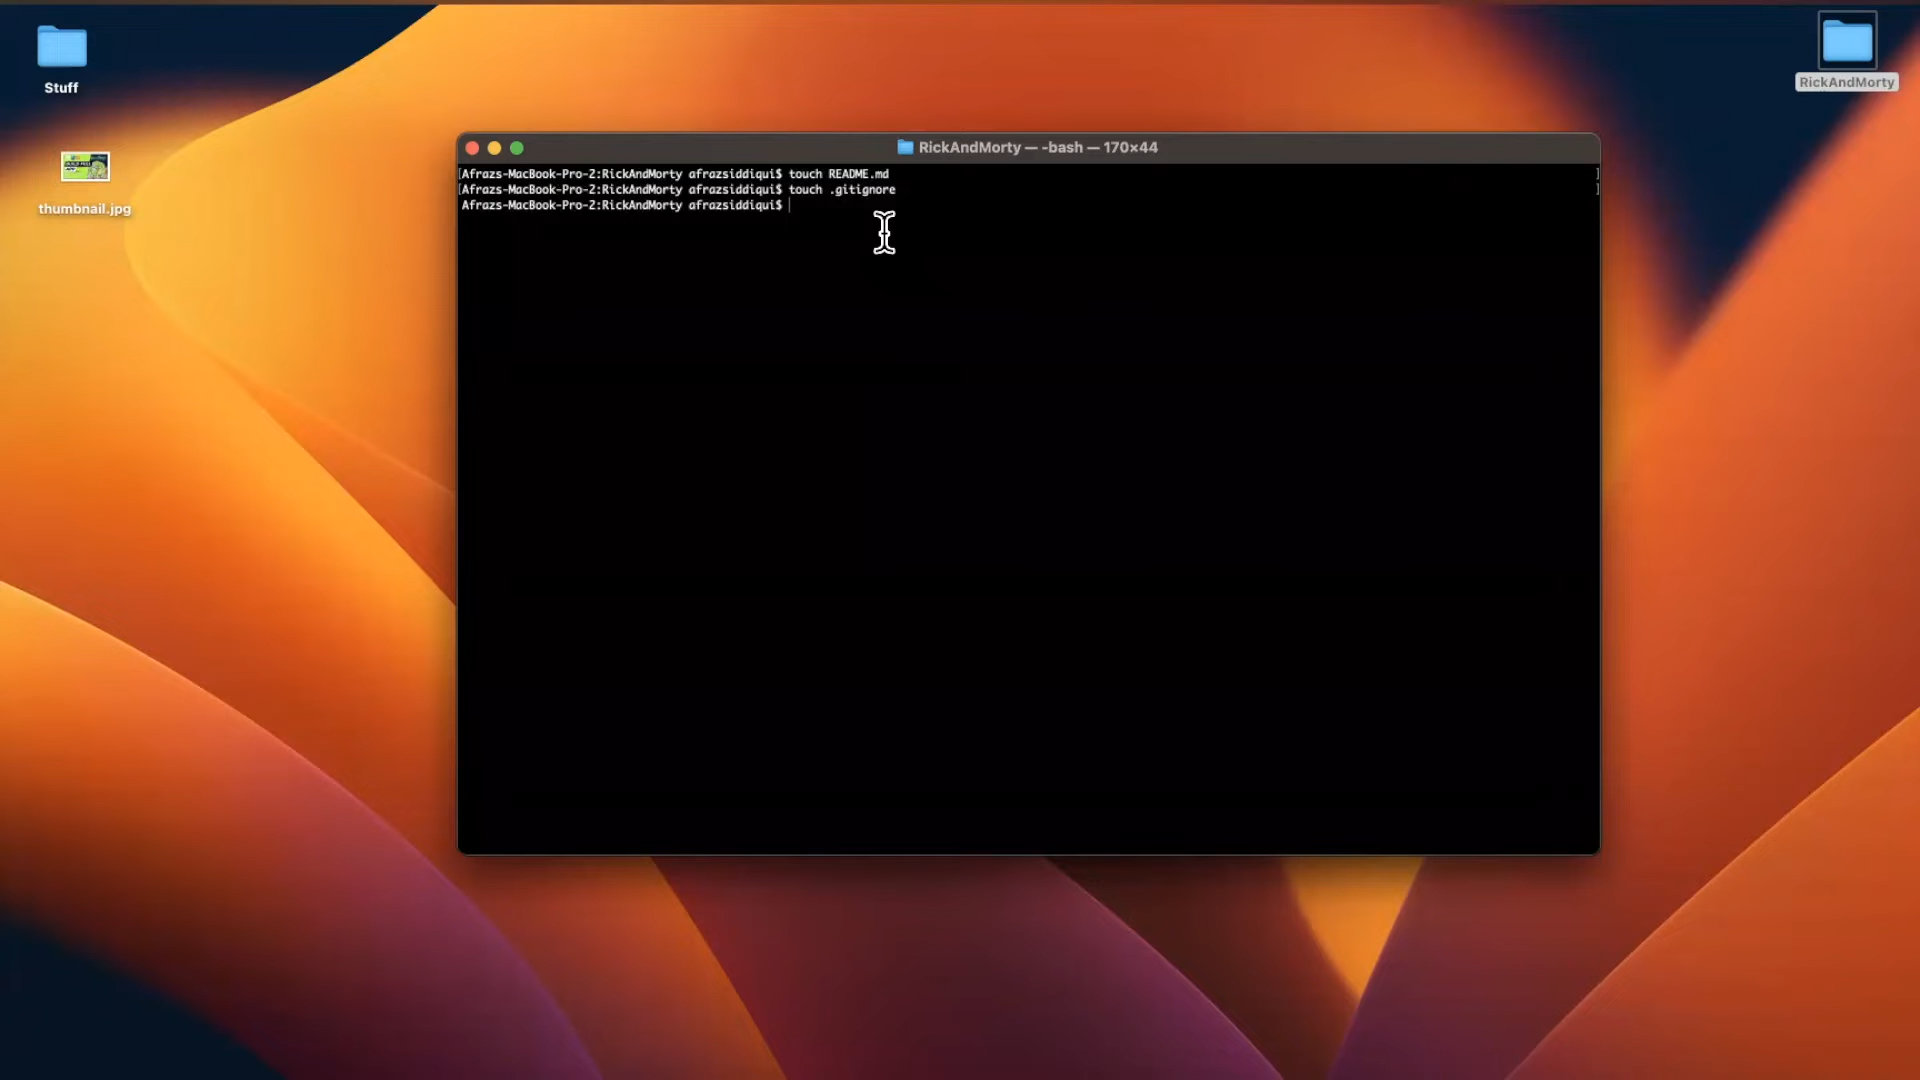 Stuff
thumbnail.jpg
RickAndMorty
RickAndMorty — -bash — 170×44
[Afrazs-MacBook-Pro-2:RickAndMorty afrazsiddiqui$ touch README.md ]
[Afrazs-MacBook-Pro-2:RickAndMorty afrazsiddiqui$ touch .gitignore ]
Afrazs-MacBook-Pro-2:RickAndMorty afrazsiddiqui$